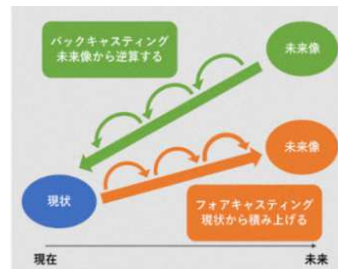 バックキャスティング
未来像から逆算する
未来像
未来像
現状
フォアキャスティング
現状から積み上げる
現在
未来